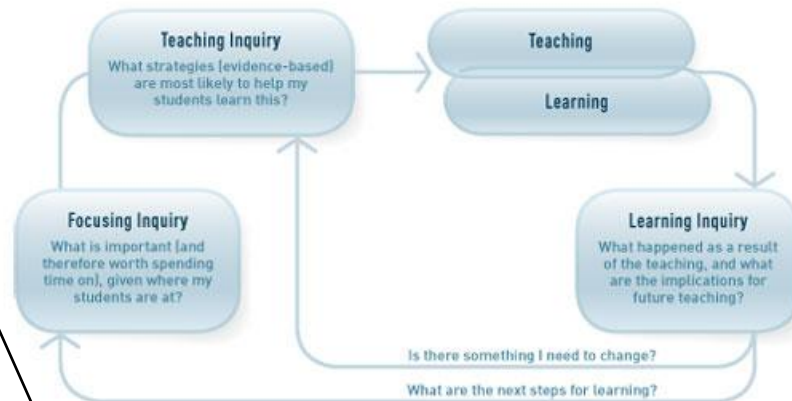 Teaching Inquiry
What strategies (evidence-based)
are most likely to help my
students learn this?
Teaching
Learning
Focusing Inquiry
What is important (and
therefore worth spending
time on), given where my
students are at?
Learning Inquiry
What happened as a result
of the teaching, and what
are the implications for
future teaching?
Is there something I need to change?
What are the next steps for learning?